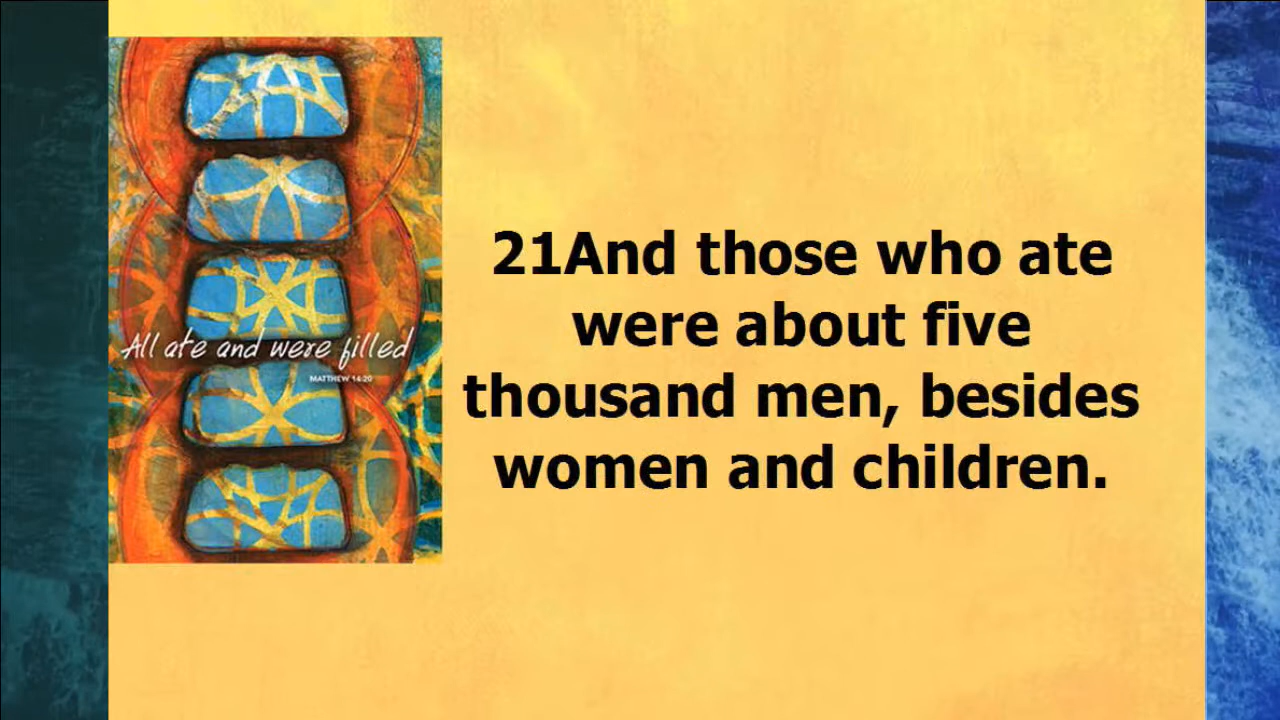 All ate and were filled
MATTHEW 14:20
21And those who ate
were about five
thousand men, besides
women and children.